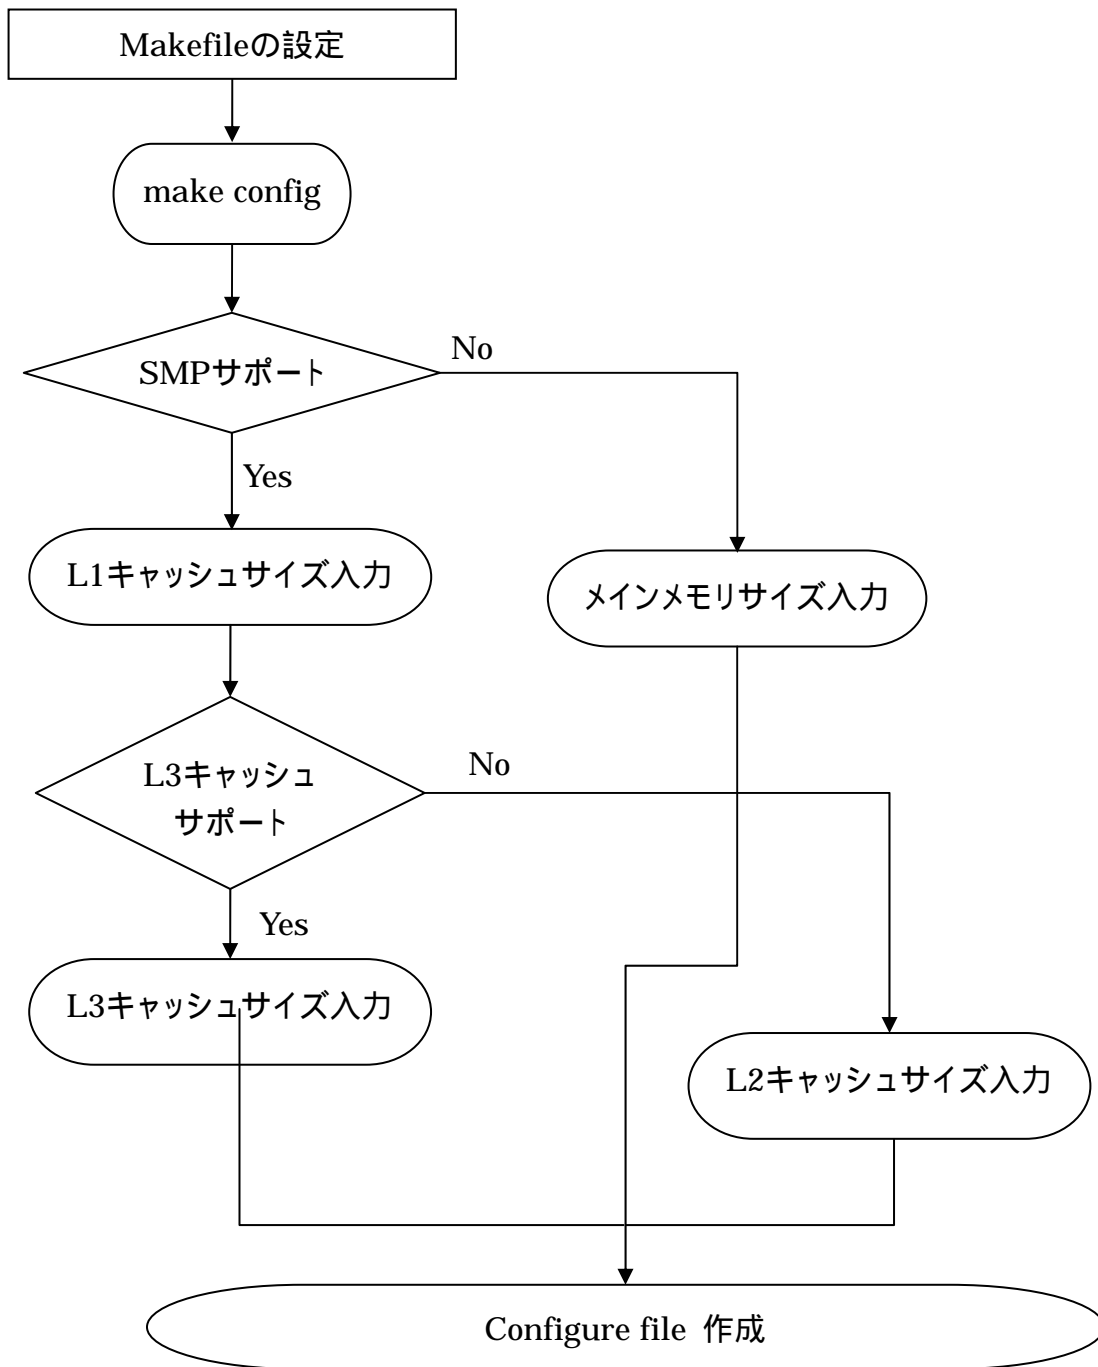 Makefileの設定
make config
SMPサポート
No
Yes
L1キャッシュサイズ入力
メインメモリサイズ入力
L3キャッシュ
サポート
No
Yes
L3キャッシュサイズ入力
L2キャッシュサイズ入力
Configure file 作成